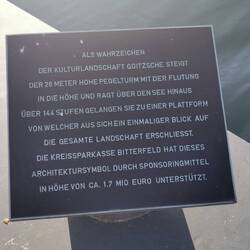 ALS WAHRZEICHEN
DER KULTURLANDSCHAFT GOITZSCHE STEIGT
DER 28 METER HOHE PEGELTURM MIT DER FLUTUNG
IN DIE HÖHE UND RAGT ÜBER DEN SEE HINAUS
ÜBER 144 STUFEN GELANGEN SIE ZU EINER PLATTFORM
VON WELCHER AUS SICH EIN EINMALIGER BLICK AUF
DIE GESAMTE LANDSCHAFT ERSCHLIESST.
DIE KREISSPARKASSE BITTERFELD HAT DIESES
ARCHITEKTURSYMBOL DURCH SPONSORINGMITTEL
IN HÖHE VON CA. 1.7 MIO EURO UNTERSTÜTZT.